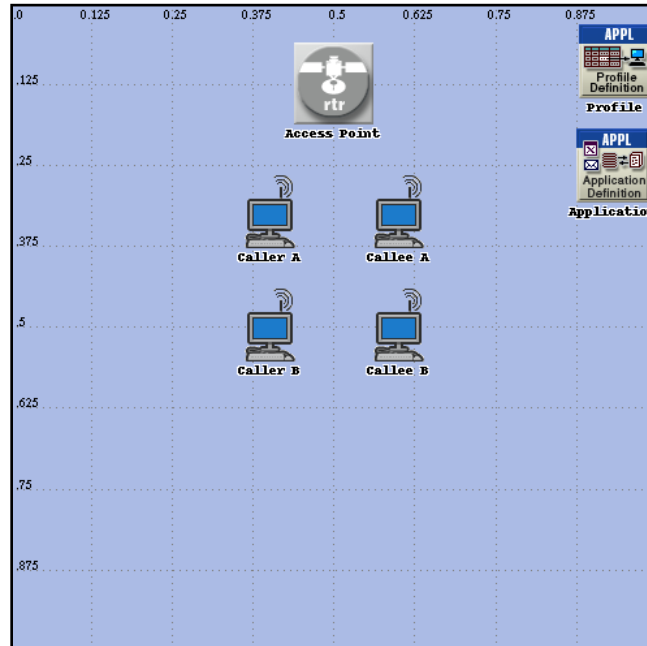 .0 0.125 0.25 0.375 0.5 0.625 0.75 0.875
APPL
Profile
Definition
Profile
.125
rtr
Access Point
APPL
Application
Definition
Applicatio
.25
.375
Caller A Callee A
.5
Caller B Callee B
.625
.75
.875